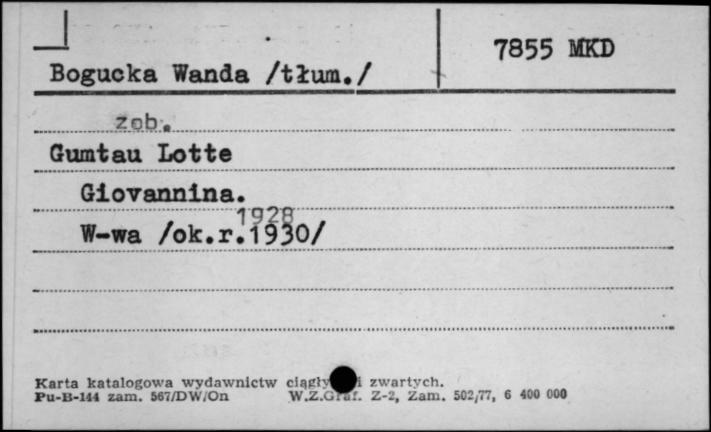 7855 MKD
Bogucka Wanda /tłum./
zob.
Gumtau Lotte
Giovannina.
1928
W-wa /ok.r.1930/
Karta katalogowa wydawnictw i zwartych.
Pu-B-144 zam. 567/DW/On W.Z.Graf. Z-2, Zam. 502/77, 6 400 000